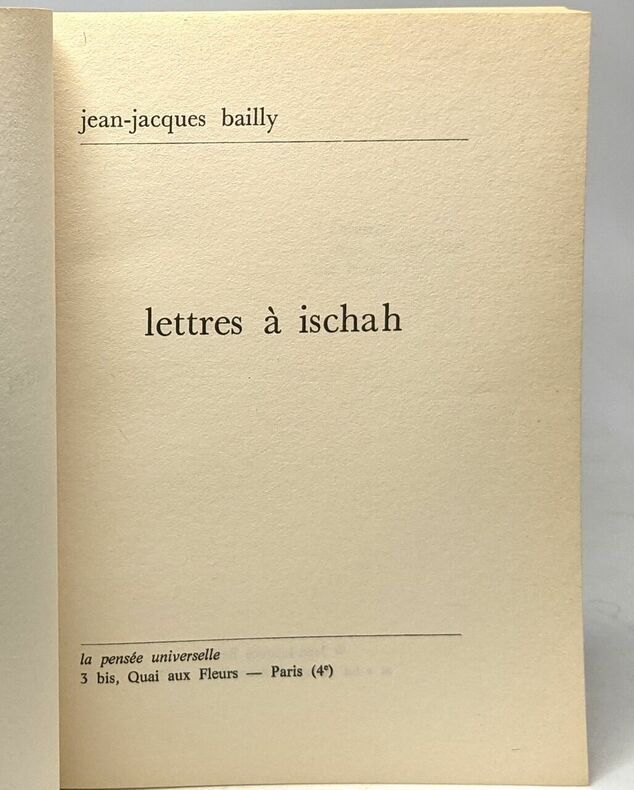 jean-jacques bailly
lettres à ischah
la pensée universelle
3 bis, Quai aux Fleurs — Paris (4e)